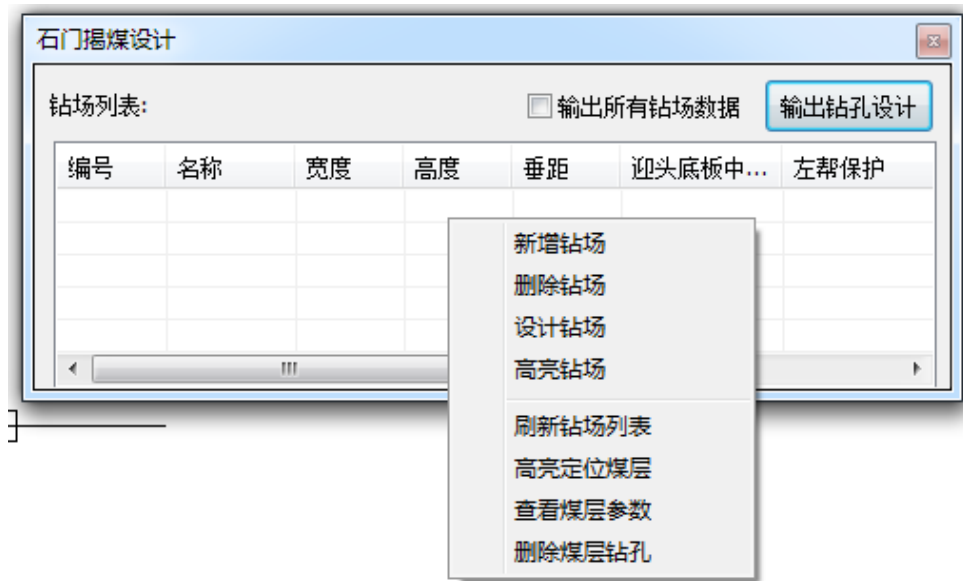 石门揭煤设计
钻场列表: 输出所有钻场数据 输出钻孔设计
编号 名称 宽度 高度 垂距 迎头底板中... 左帮保护
新增钻场
删除钻场
设计钻场
高亮钻场
刷新钻场列表
高亮定位煤层
查看煤层参数
删除煤层钻孔